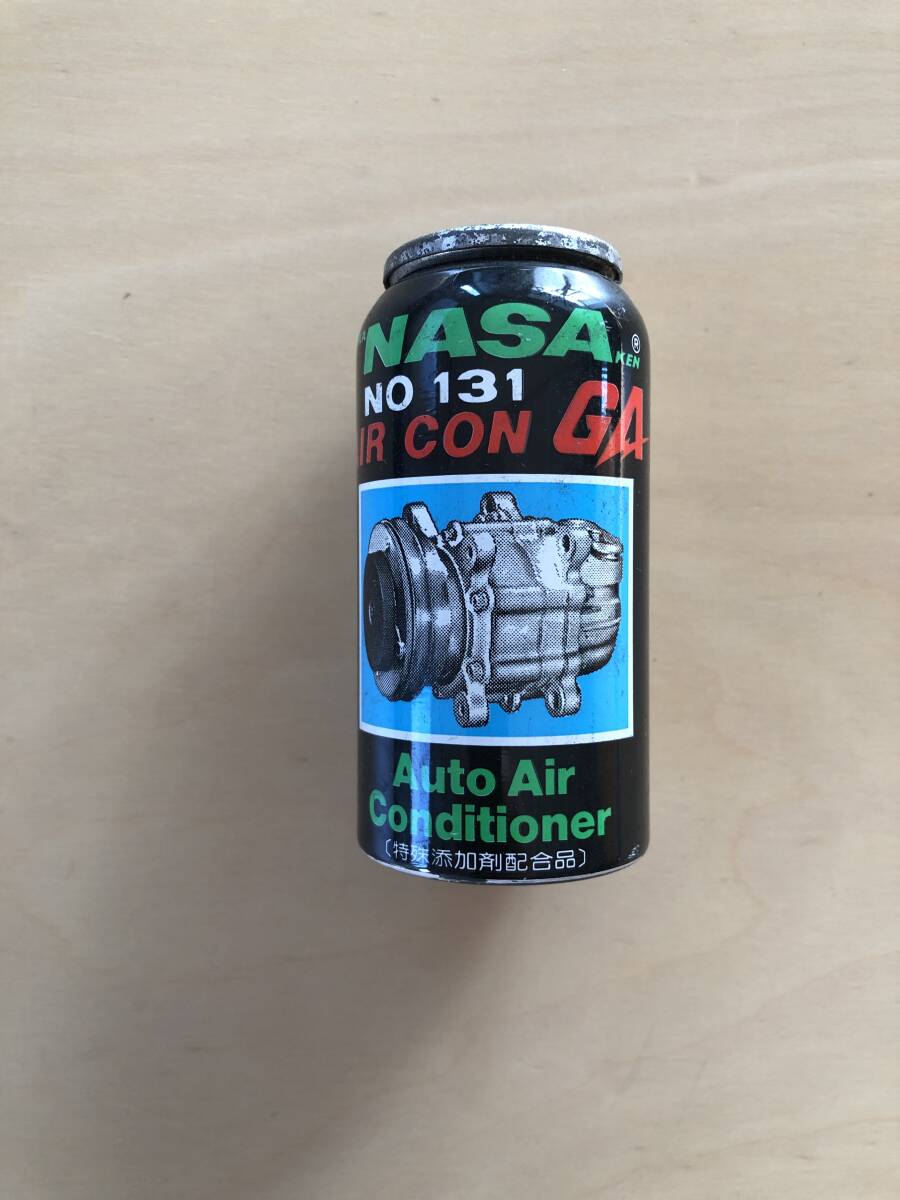 NASA KEN ®
NO 131
IR CON GA
Auto Air
Conditioner
〔特殊添加剤配合品〕